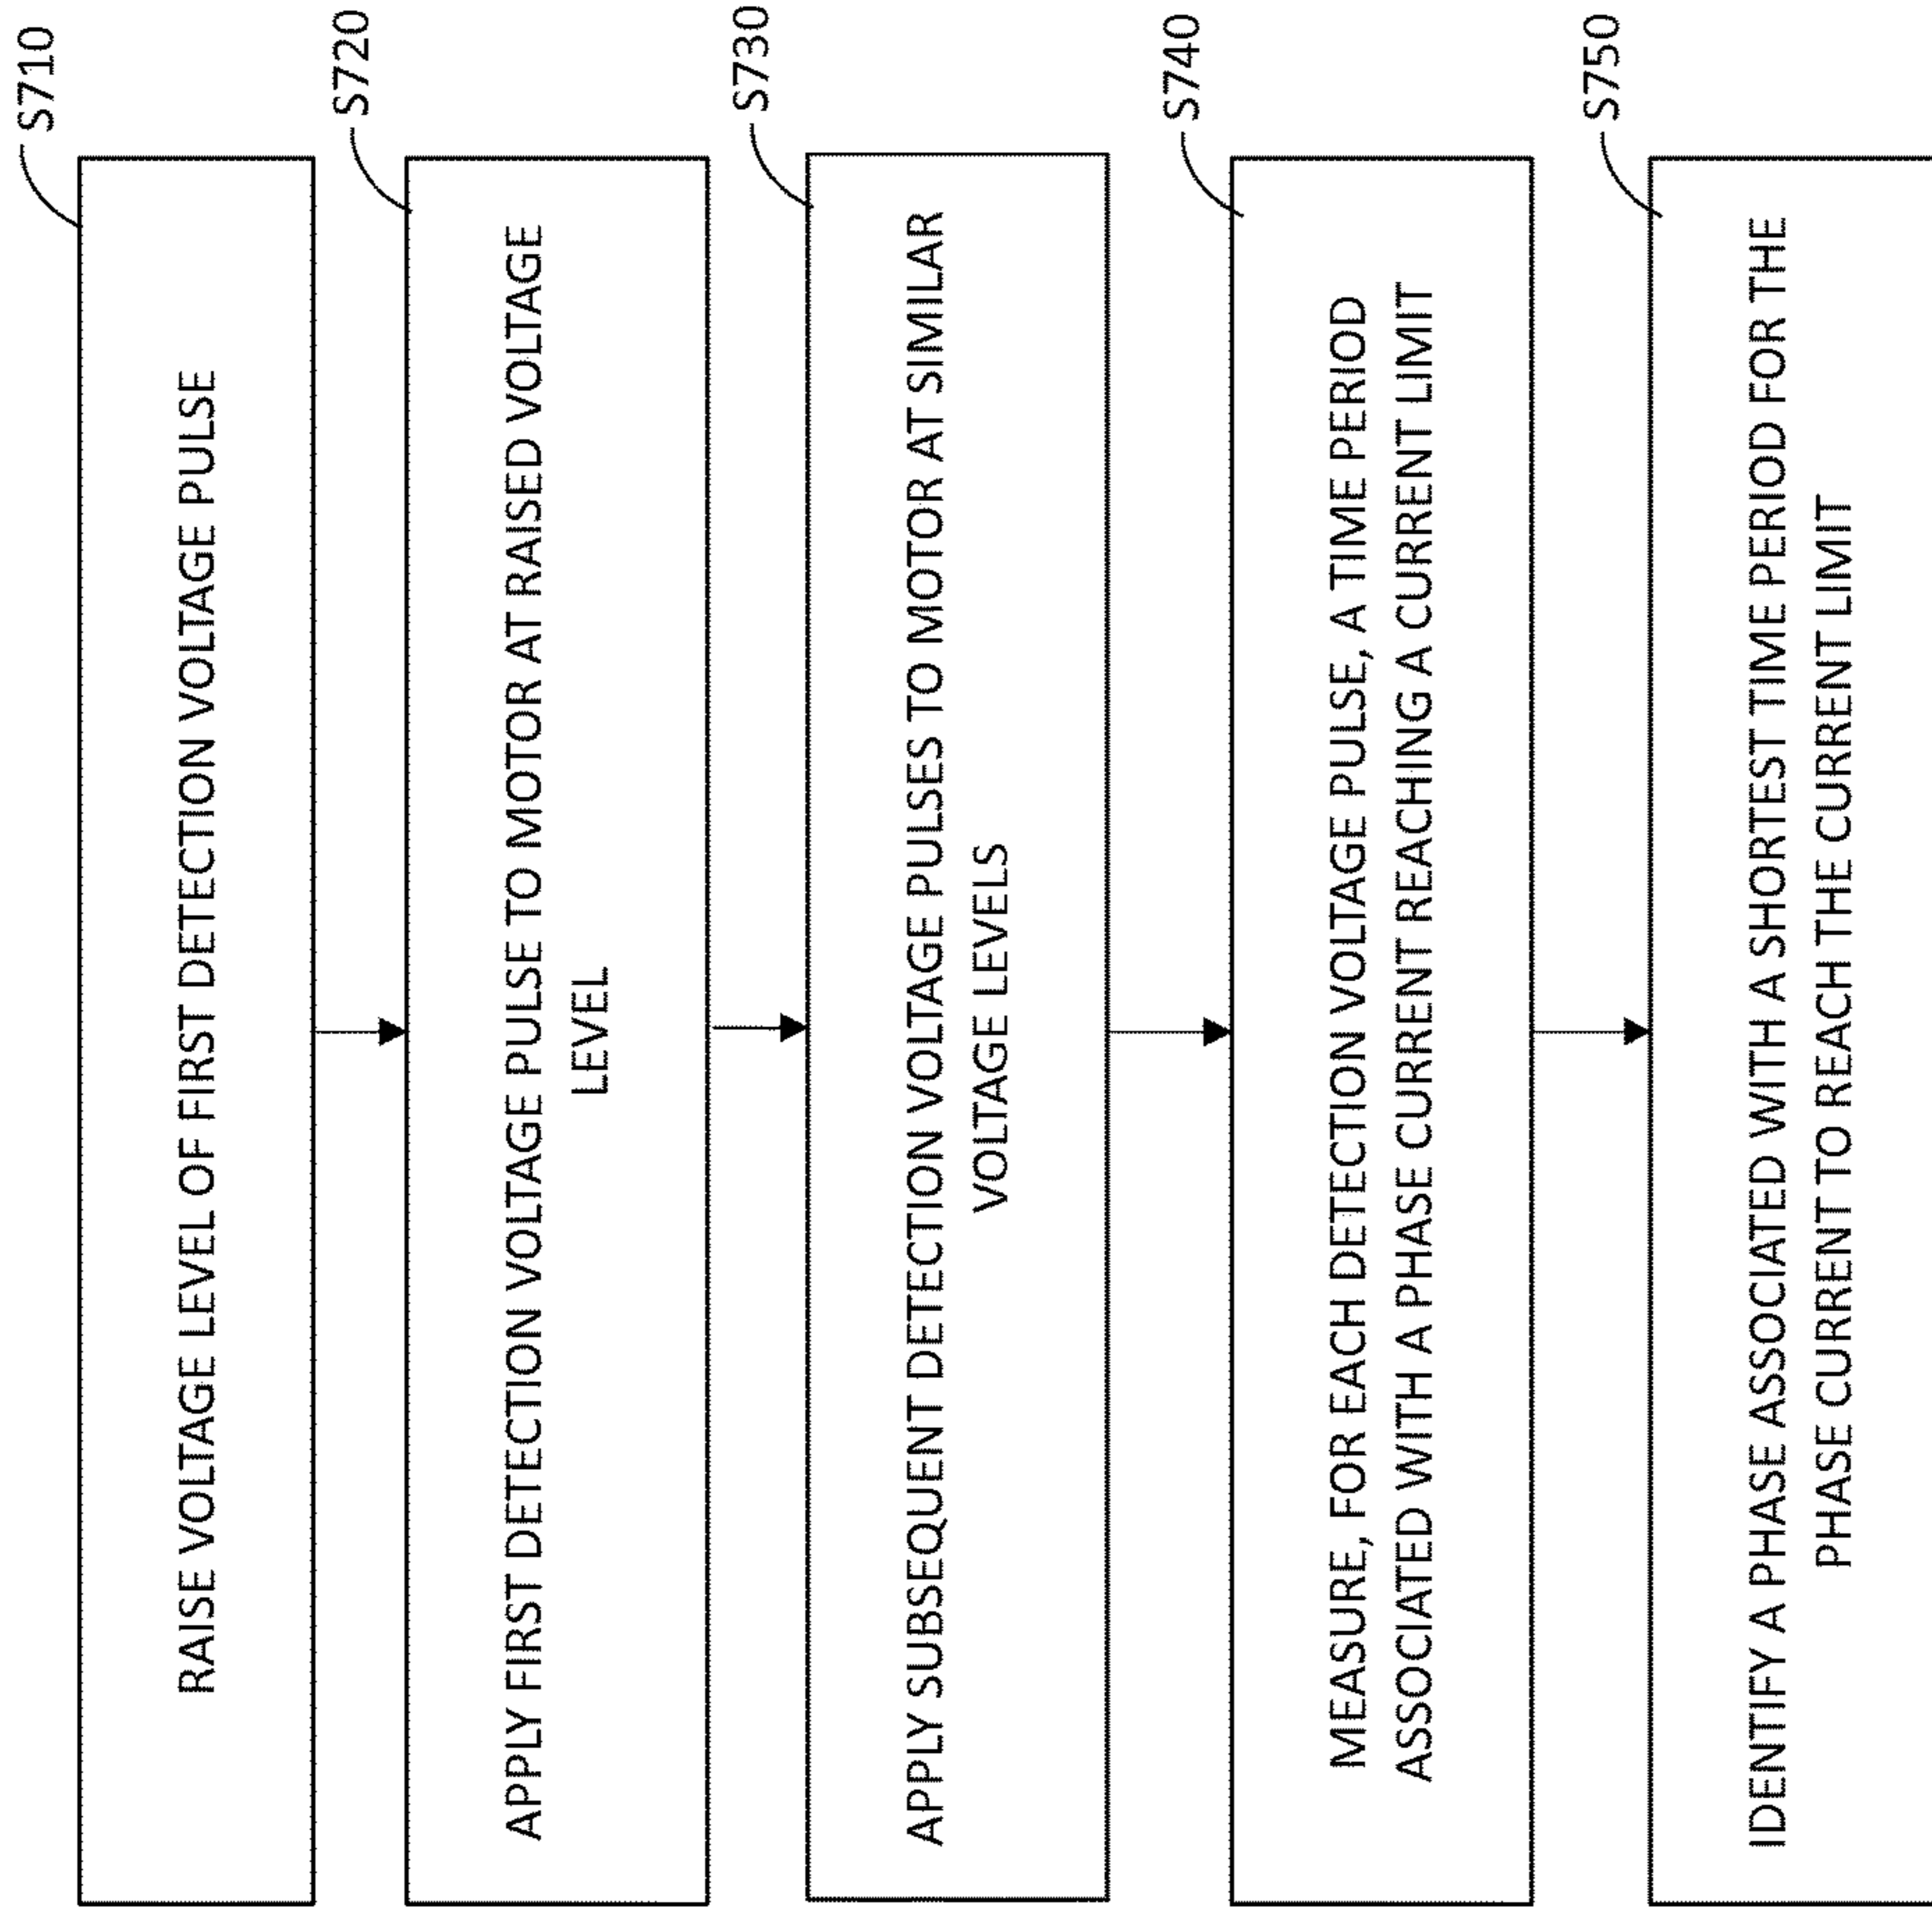 S710
RAISE VOLTAGE LEVEL OF FIRST DETECTION VOLTAGE PULSE
S720
APPLY FIRST DETECTION VOLTAGE PULSE TO MOTOR AT RAISED VOLTAGE
LEVEL
S730
APPLY SUBSEQUENT DETECTION VOLTAGE PULSES TO MOTOR AT SIMILAR
VOLTAGE LEVELS
S740
MEASURE, FOR EACH DETECTION VOLTAGE PULSE, A TIME PERIOD
ASSOCIATED WITH A PHASE CURRENT REACHING A CURRENT LIMIT
S750
IDENTIFY A PHASE ASSOCIATED WITH A SHORTEST TIME PERIOD FOR THE
PHASE CURRENT TO REACH THE CURRENT LIMIT